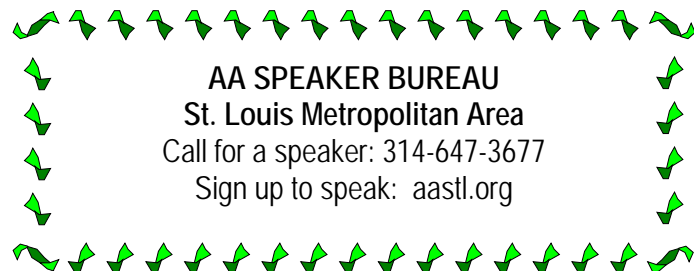 AA SPEAKER BUREAU
St. Louis Metropolitan Area
Call for a speaker: 314-647-3677
Sign up to speak:  aastl.org